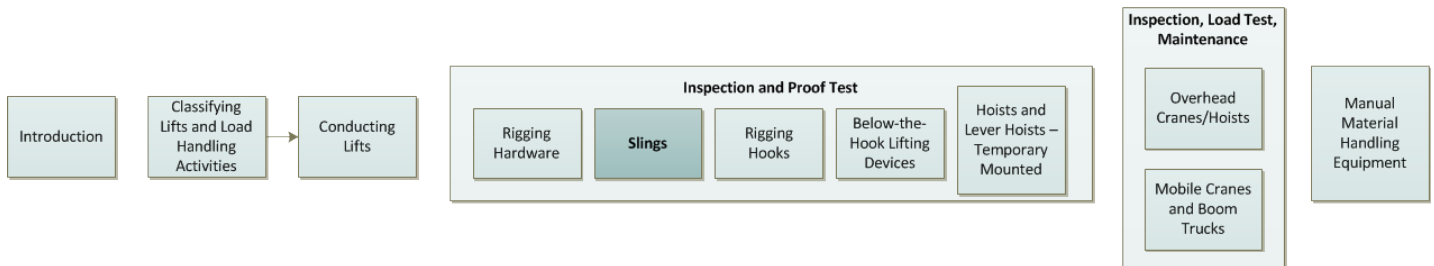 Introduction
Classifying
Lifts and Load
Handling
Activities
Conducting
Lifts
Inspection and Proof Test
Rigging
Hardware
Slings
Rigging
Hooks
Below-the-
Hook Lifting
Devices
Hoists and
Lever Hoists –
Temporary
Mounted
Inspection, Load Test,
Maintenance
Overhead
Cranes/Hoists
Mobile Cranes
and Boom
Trucks
Manual
Material
Handling
Equipment